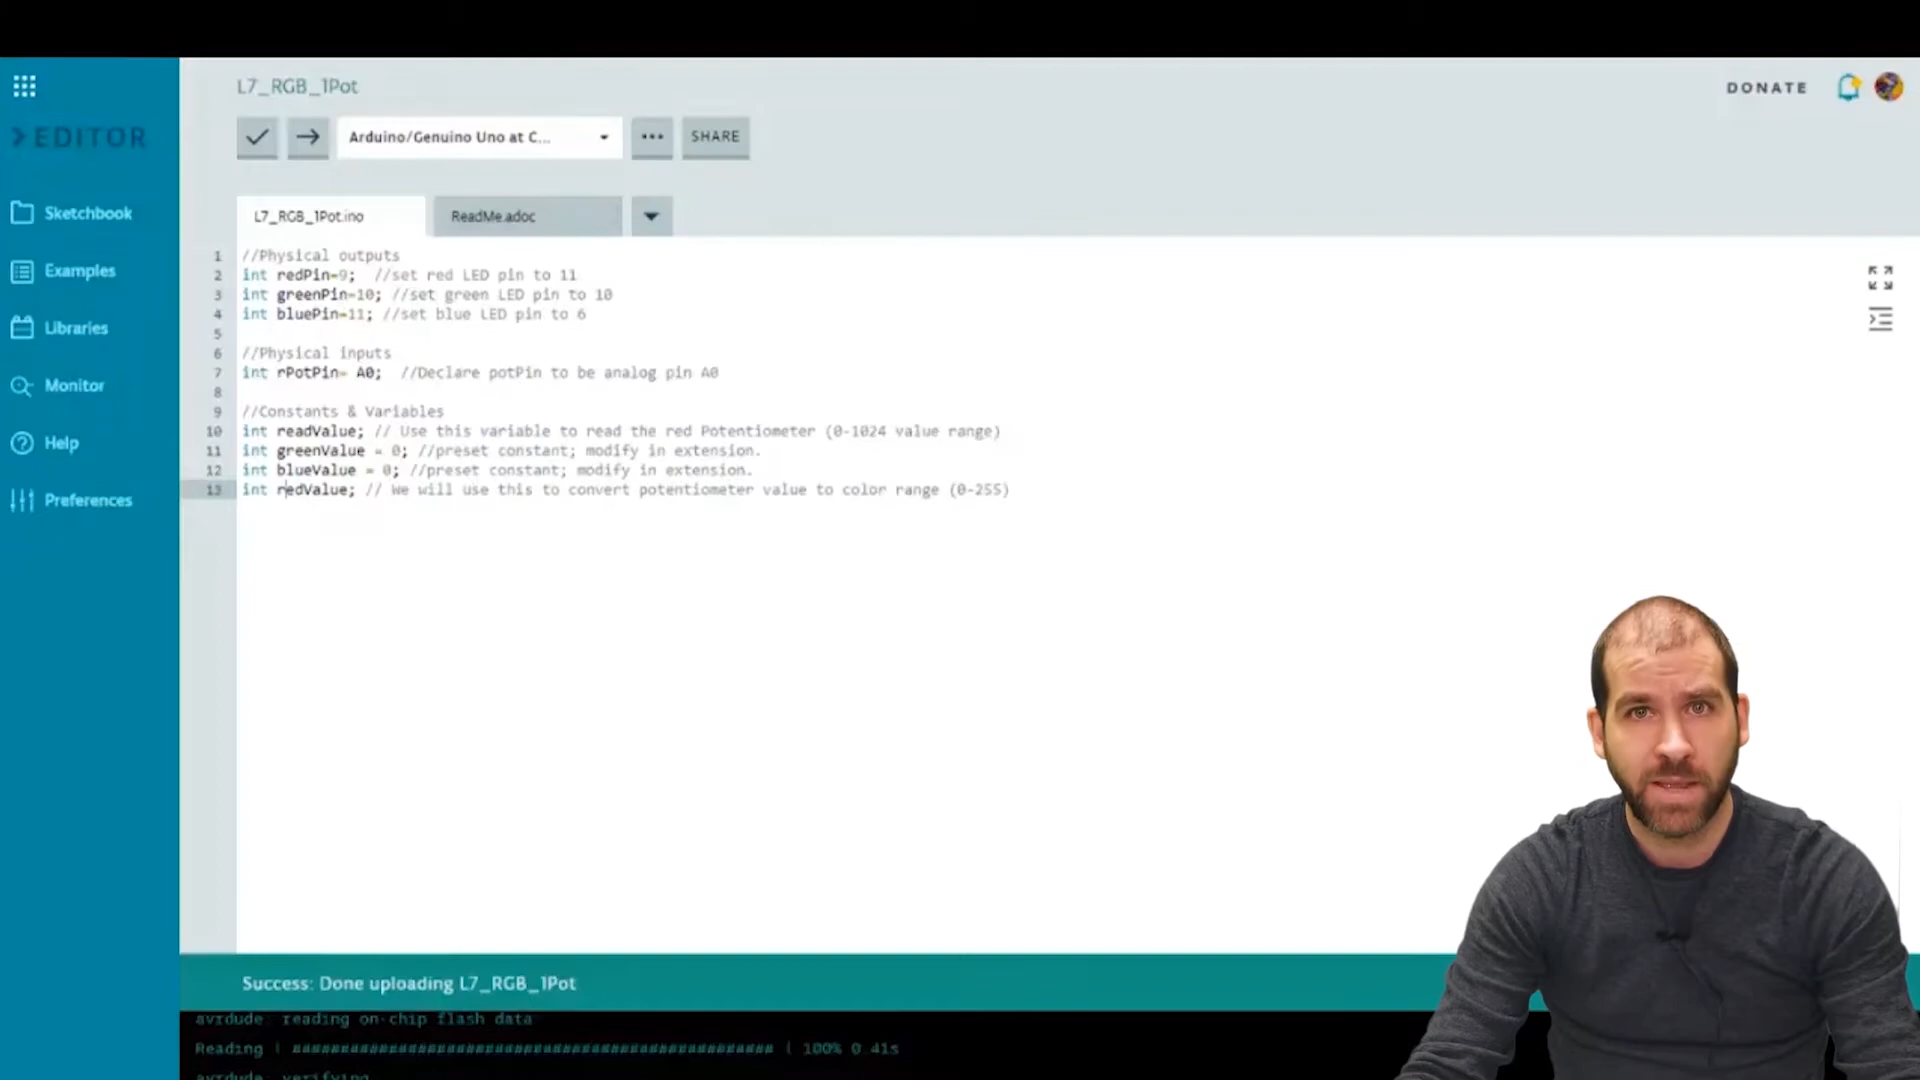 L7_RGB_1Pot
DONATE
>EDITOR
Arduino/Genuino Uno at C...
SHARE
Sketchbook
Examples
Libraries
Monitor
Help
Preferences
L7_RGB_1Pot.ino
ReadMe.adoc
1 //Physical outputs
2 int redPin=9; //set red LED pin to 11
3 int greenPin=10; //set green LED pin to 10
4 int bluePin=11; //set blue LED pin to 6
5
6 //Physical inputs
7 int rPotPin= A0; //Declare potPin to be analog pin A0
8
9 //Constants & Variables
10 int readValue; // Use this variable to read the red Potentiometer (0-1024 value range)
11 int greenValue = 0; //preset constant; modify in extension.
12 int blueValue = 0; //preset constant; modify in extension.
13 int redValue; // We will use this to convert potentiometer value to color range (0-255)
Success: Done uploading L7_RGB_1Pot
avrdude: reading on-chip flash data
Reading | ################################################## | 100% 0.41s
avrdude: verifying